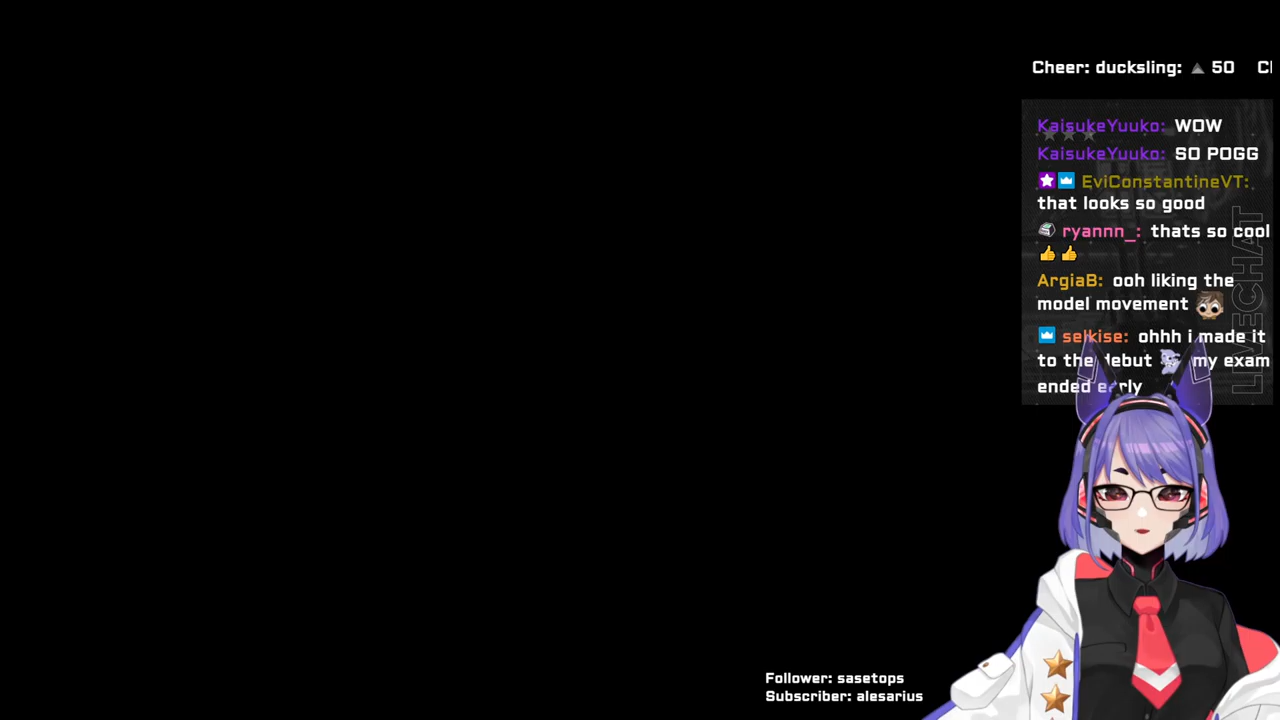 Cheer: ducksling: 50
KaisukeYuuko: WOW
KaisukeYuuko: SO POGG
EviConstantineVT:
that looks so good
ryannn_: thats so cool
ArgiaB: ooh liking the
model movement
selkise: ohhh i made it
to the debut my exam
ended early
LIVECHAT
Follower: sasetops
Subscriber: alesarius